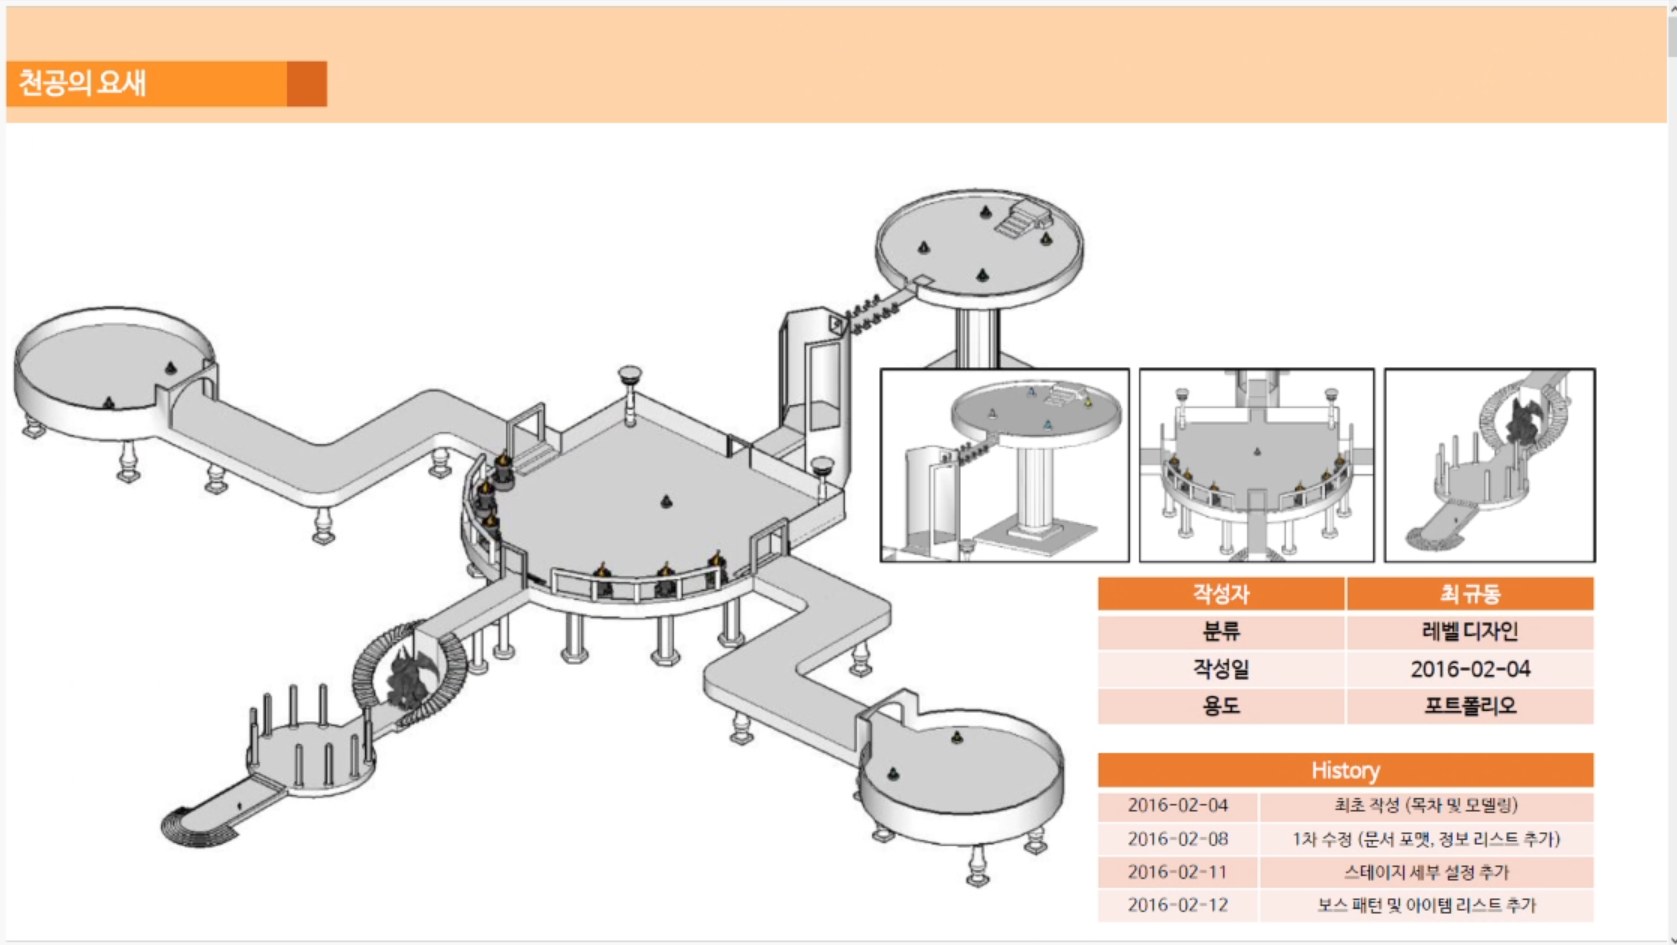 천공의 요새
작성자 최 규동
분류 레벨 디자인
작성일 2016-02-04
용도 포트폴리오
History
2016-02-04 최초 작성 (목차 및 모델링)
2016-02-08 1차 수정 (문서 포맷, 정보 리스트 추가)
2016-02-11 스테이지 세부 설정 추가
2016-02-12 보스 패턴 및 아이템 리스트 추가